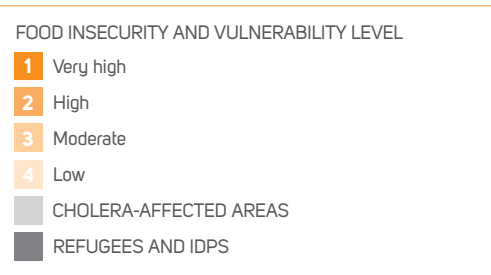 FOOD INSECURITY AND VULNERABILITY LEVEL
1 Very high
2 High
3 Moderate
4 Low
CHOLERA-AFFECTED AREAS
REFUGEES AND IDPS